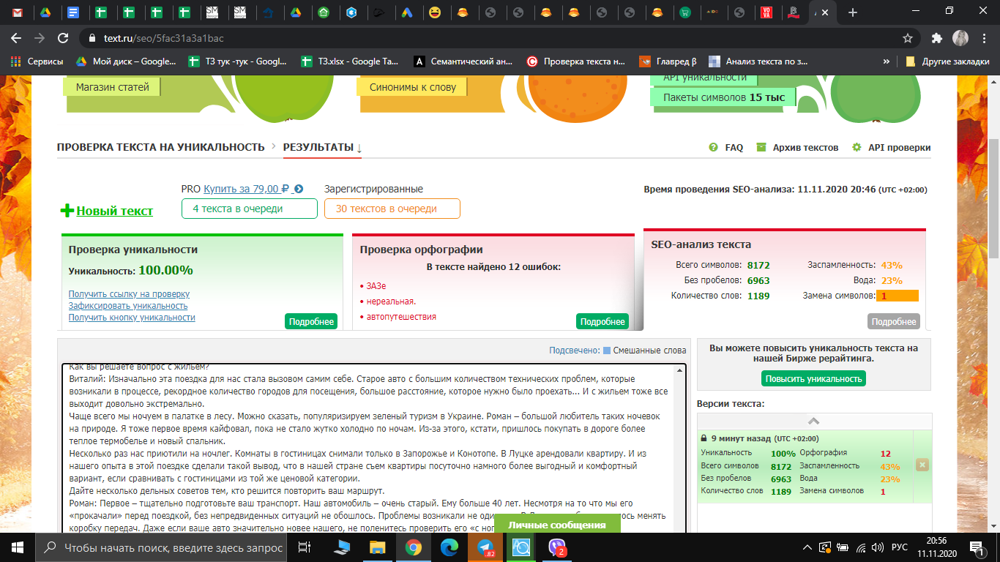 text.ru/seo/5fac31a3a1bac
Сервисы
Мой диск – Google...
ТЗ тук -тук - Googl...
ТЗ.xlsx - Google Ta...
Семантический ан...
Проверка текста н...
Главред β
Анализ текста по з...
»
Другие закладки
Магазин статей
Синонимы к слову
API уникальности
Пакеты символов 15 тыс
ПРОВЕРКА ТЕКСТА НА УНИКАЛЬНОСТЬ
РЕЗУЛЬТАТЫ ↓
FAQ
Архив текстов
API проверки
PRO Купить за 79,00 ₽
Зарегистрированные
Время проведения SEO-анализа: 11.11.2020 20:46 (UTC +02:00)
Новый текст
4 текста в очереди
30 текстов в очереди
Проверка уникальности
Уникальность: 100.00%
Получить ссылку на проверку
Зафиксировать уникальность
Получить кнопку уникальности
Подробнее
Проверка орфографии
В тексте найдено 12 ошибок:
• ЗАЗе
• нереальная.
• автопутешествия
Подробнее
SEO-анализ текста
Всего символов: 8172
Заспамленность: 43%
Без пробелов: 6963
Вода: 23%
Количество слов: 1189
Замена символов: 1
Подробнее
Подсвечено: Смешанные слова
Как вы решаете вопрос с жильем?
Виталий: Изначально эта поездка для нас стала вызовом самим себе. Старое авто с большим количеством технических проблем, которые
возникали в процессе, рекордное количество городов для посещения, большое расстояние, которое нужно было проехать... И с жильем тоже все
выходит довольно экстремально.
Чаще всего мы ночуем в палатке в лесу. Можно сказать, популяризируем зеленый туризм в Украине. Роман – большой любитель таких ночевок
на природе. Я тоже первое время кайфовал, пока не стало жутко холодно по ночам. Из-за этого, кстати, пришлось покупать в дороге более
теплое термобелье и новый спальник.
Несколько раз нас приютили на ночлег. Комнаты в гостиницах снимали только в Запорожье и Конотопе. В Луцке арендовали квартиру. И из
нашего опыта в этой поездке сделали такой вывод, что в нашей стране съем квартиры посуточно намного более выгодный и комфортный
вариант, если сравнивать с гостиницами из той же ценовой категории.
Дайте несколько дельных советов тем, кто решится повторить ваш маршрут.
Роман: Первое – тщательно подготовьте ваш транспорт. Наш автомобиль – очень старый. Ему больше 40 лет. Несмотря на то что мы его
«прокачали» перед поездкой, без непредвиденных ситуаций не обошлось. Проблемы возникали не
коробку передач. Даже если ваше авто значительно новее нашего, не поленитесь проверить его «с
менять
Вы можете повысить уникальность текста на
нашей Бирже рерайтинга.
Повысить уникальность
Версии текста:
9 минут назад (UTC +02:00)
Уникальность 100% Орфография 12
Всего символов 8172 Заспамленность 43%
Без пробелов 6963 Вода 23%
Количество слов 1189 Замена символов 1
Личные сообщения
Чтобы начать поиск, введите здесь запрос
.82
2
РУС
20:56
11.11.2020
1